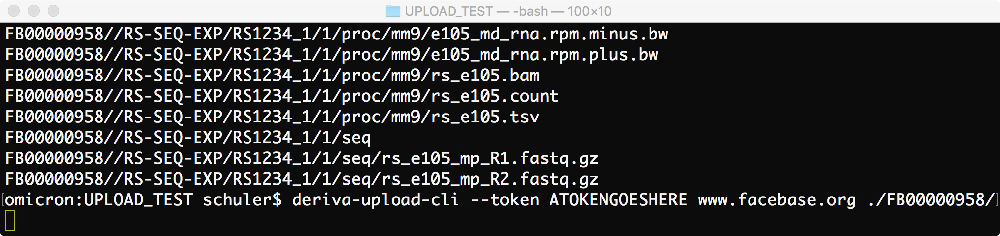 UPLOAD_TEST — -bash — 100×10
FB00000958//RS-SEQ-EXP/RS1234_1/1/proc/mm9/e105_md_rna.rpm.minus.bw
FB00000958//RS-SEQ-EXP/RS1234_1/1/proc/mm9/e105_md_rna.rpm.plus.bw
FB00000958//RS-SEQ-EXP/RS1234_1/1/proc/mm9/rs_e105.bam
FB00000958//RS-SEQ-EXP/RS1234_1/1/proc/mm9/rs_e105.count
FB00000958//RS-SEQ-EXP/RS1234_1/1/proc/mm9/rs_e105.tsv
FB00000958//RS-SEQ-EXP/RS1234_1/1/seq
FB00000958//RS-SEQ-EXP/RS1234_1/1/seq/rs_e105_mp_R1.fastq.gz
FB00000958//RS-SEQ-EXP/RS1234_1/1/seq/rs_e105_mp_R2.fastq.gz
[omicron:UPLOAD_TEST schuler$ deriva-upload-cli --token ATOKENGOESHERE www.facebase.org ./FB00000958/]